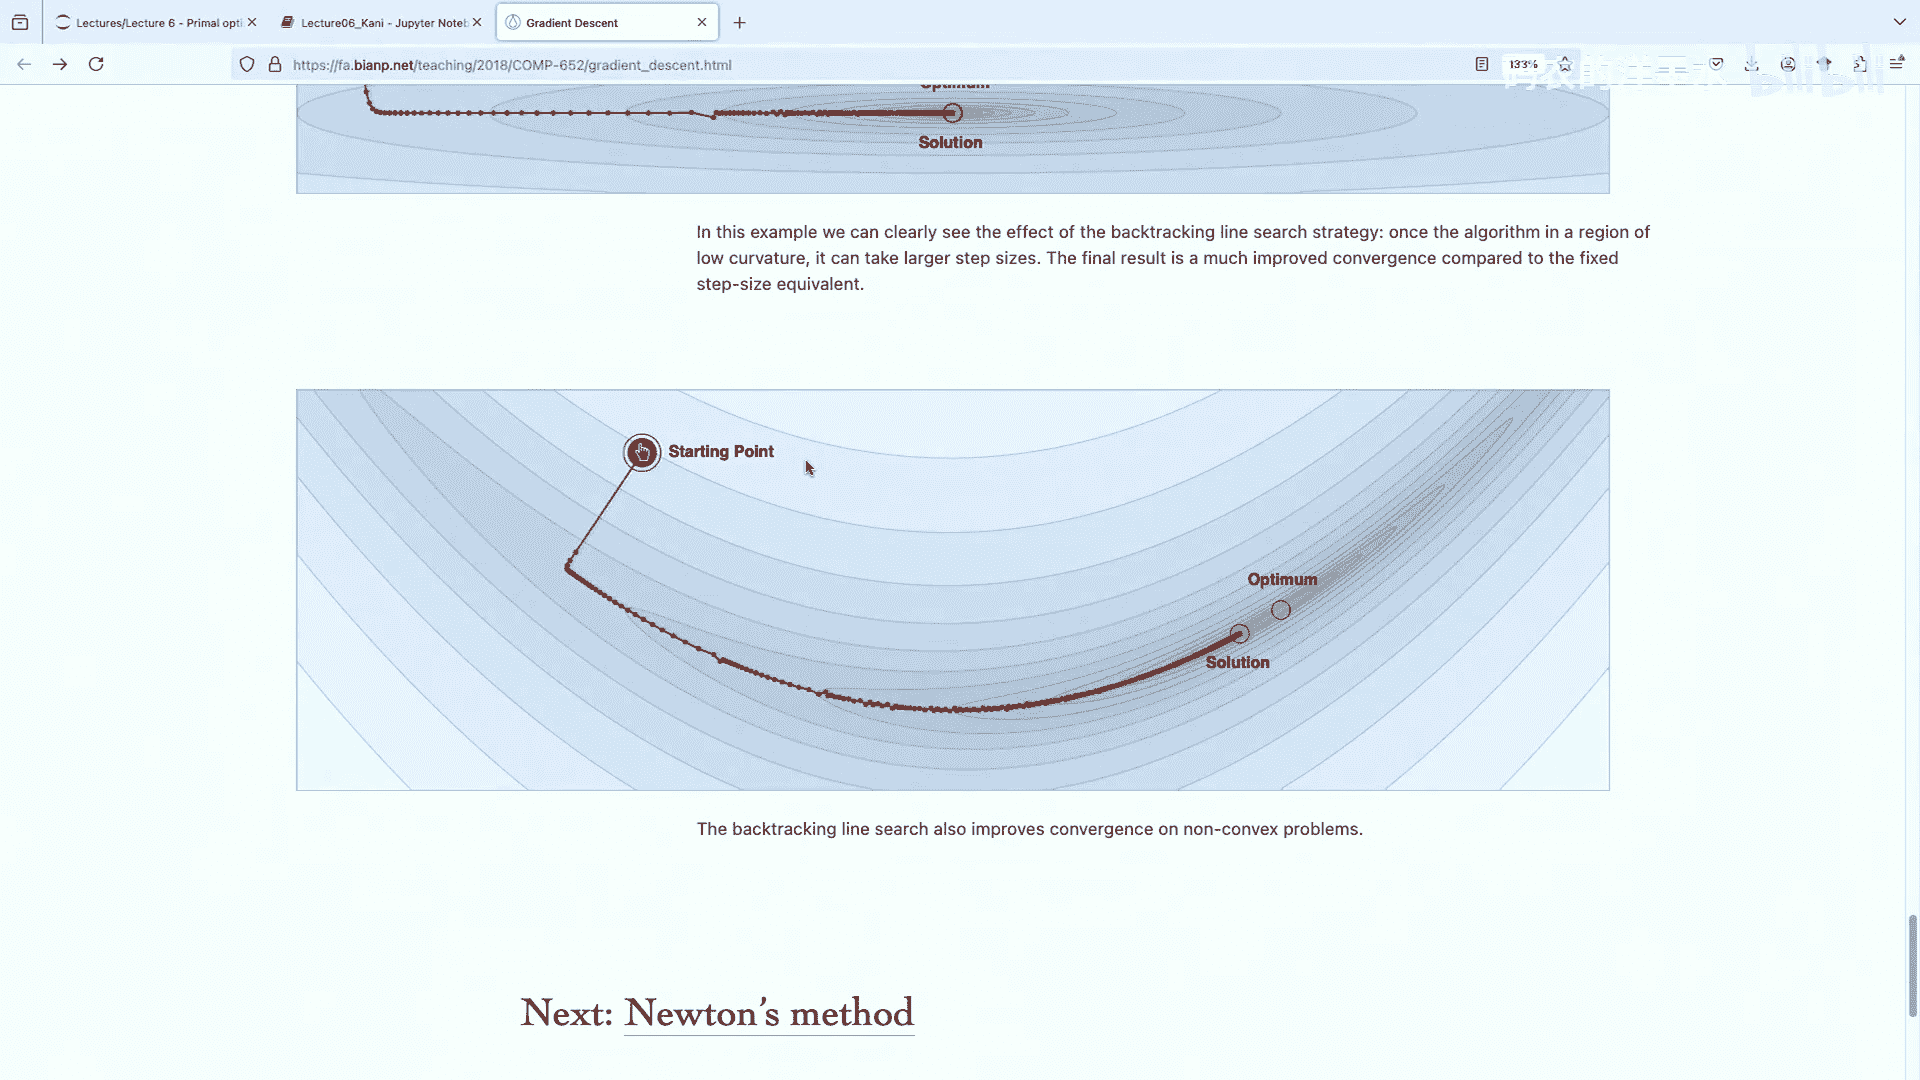 Lectures/Lecture 6 - Primal opti
Lecture06_Kani - Jupyter Noteb
Gradient Descent
https://fa.bianp.net/teaching/2018/COMP-652/gradient_descent.html
133%
Optimum
Solution
In this example we can clearly see the effect of the backtracking line search strategy: once the algorithm in a region of
low curvature, it can take larger step sizes. The final result is a much improved convergence compared to the fixed
step-size equivalent.
Starting Point
Optimum
Solution
The backtracking line search also improves convergence on non-convex problems.
Next: Newton's method